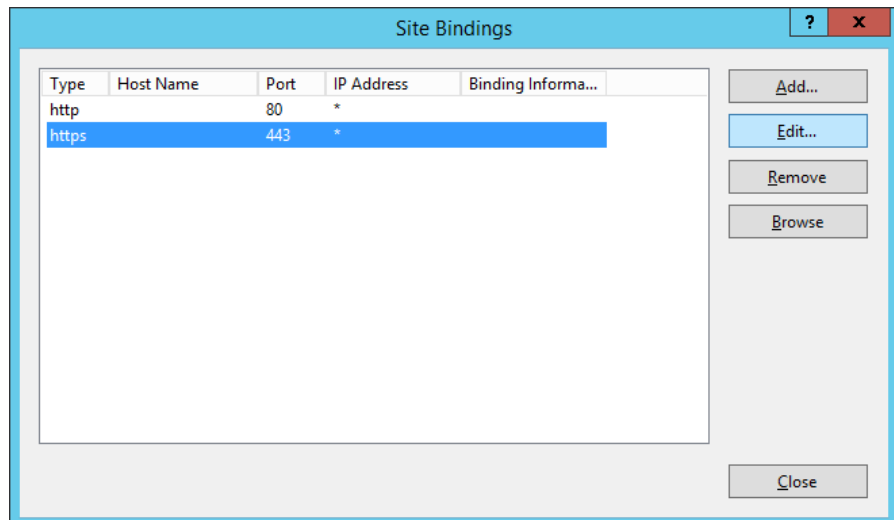 Site Bindings
? x
Type Host Name Port IP Address Binding Informa...
http 80 *
https 443 *
Add...
Edit...
Remove
Browse
Close